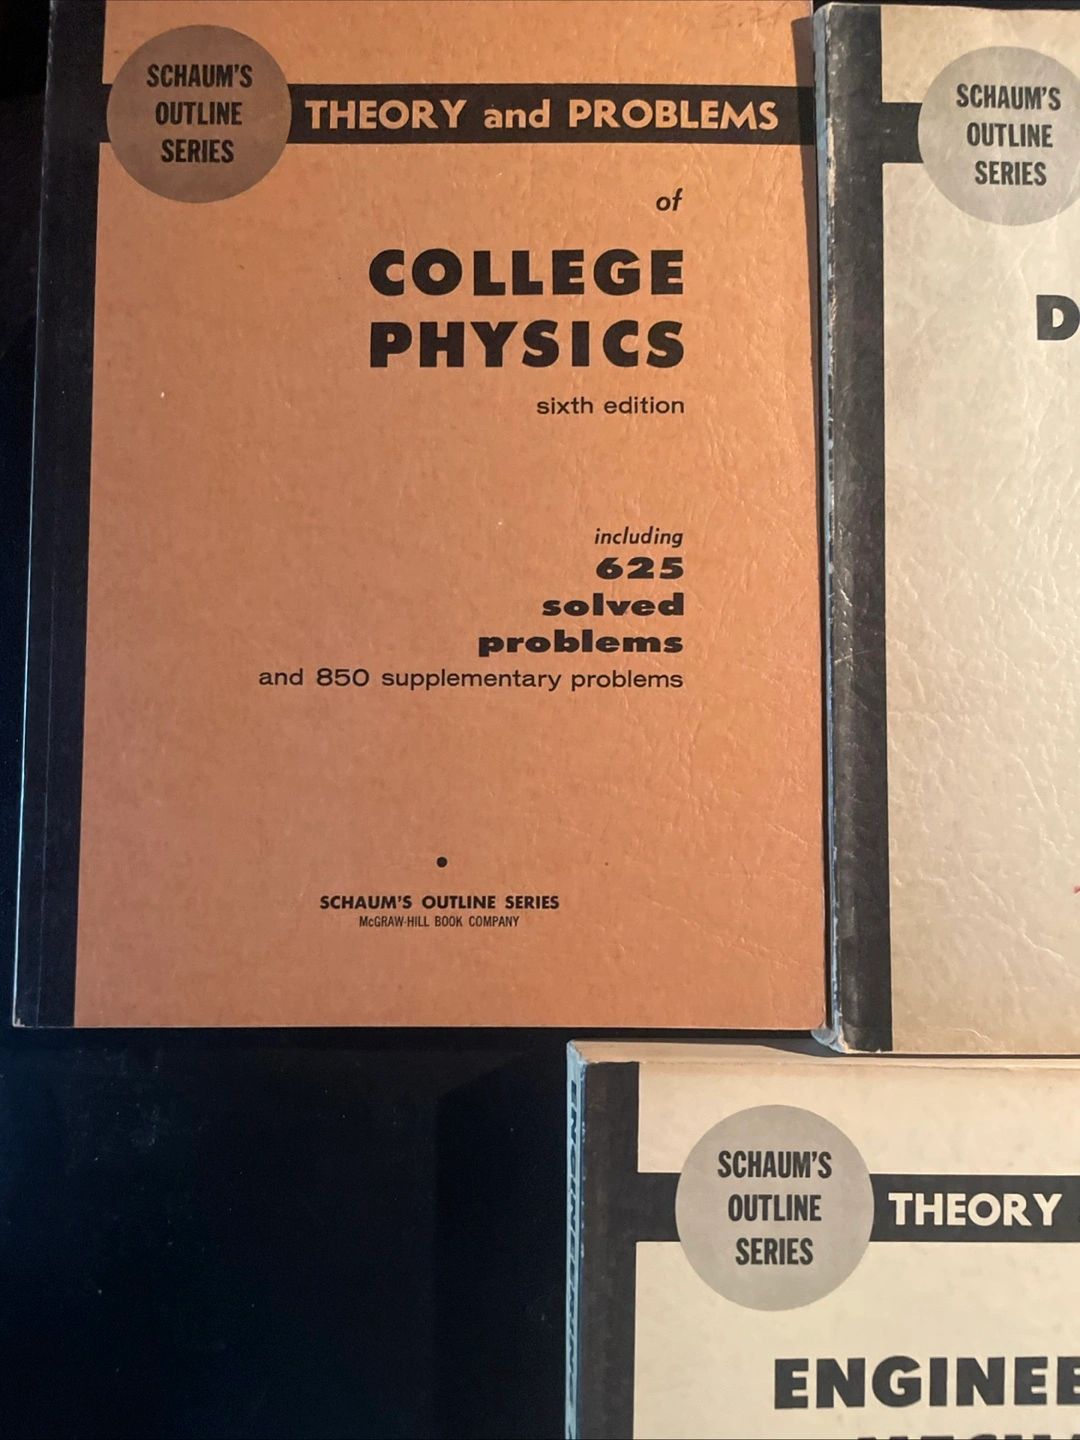 SCHAUM'S
OUTLINE
SERIES
THEORY and PROBLEMS
of
COLLEGE
PHYSICS
sixth edition
including
625
solved
problems
and 850 supplementary problems
SCHAUM'S OUTLINE SERIES
McGRAW-HILL BOOK COMPANY
SCHAUM'S
OUTLINE
SERIES
D
SCHAUM'S
OUTLINE
SERIES
THEORY
ENGINEE